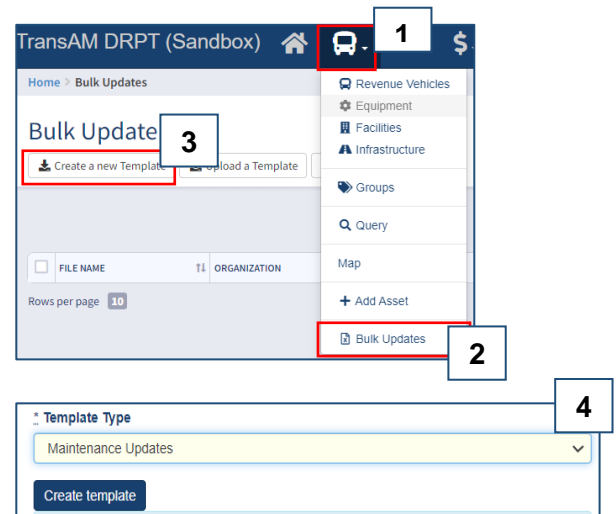 TransAM DRPT (Sandbox)
1
$
Home > Bulk Updates
Revenue Vehicles
Equipment
Facilities
Infrastructure
Bulk Update
3
Create a new Template
Upload a Template
Groups
Query
FILE NAME
ORGANIZATION
Map
Rows per page 10
+ Add Asset
Bulk Updates
2
4
* Template Type
Maintenance Updates
Create template